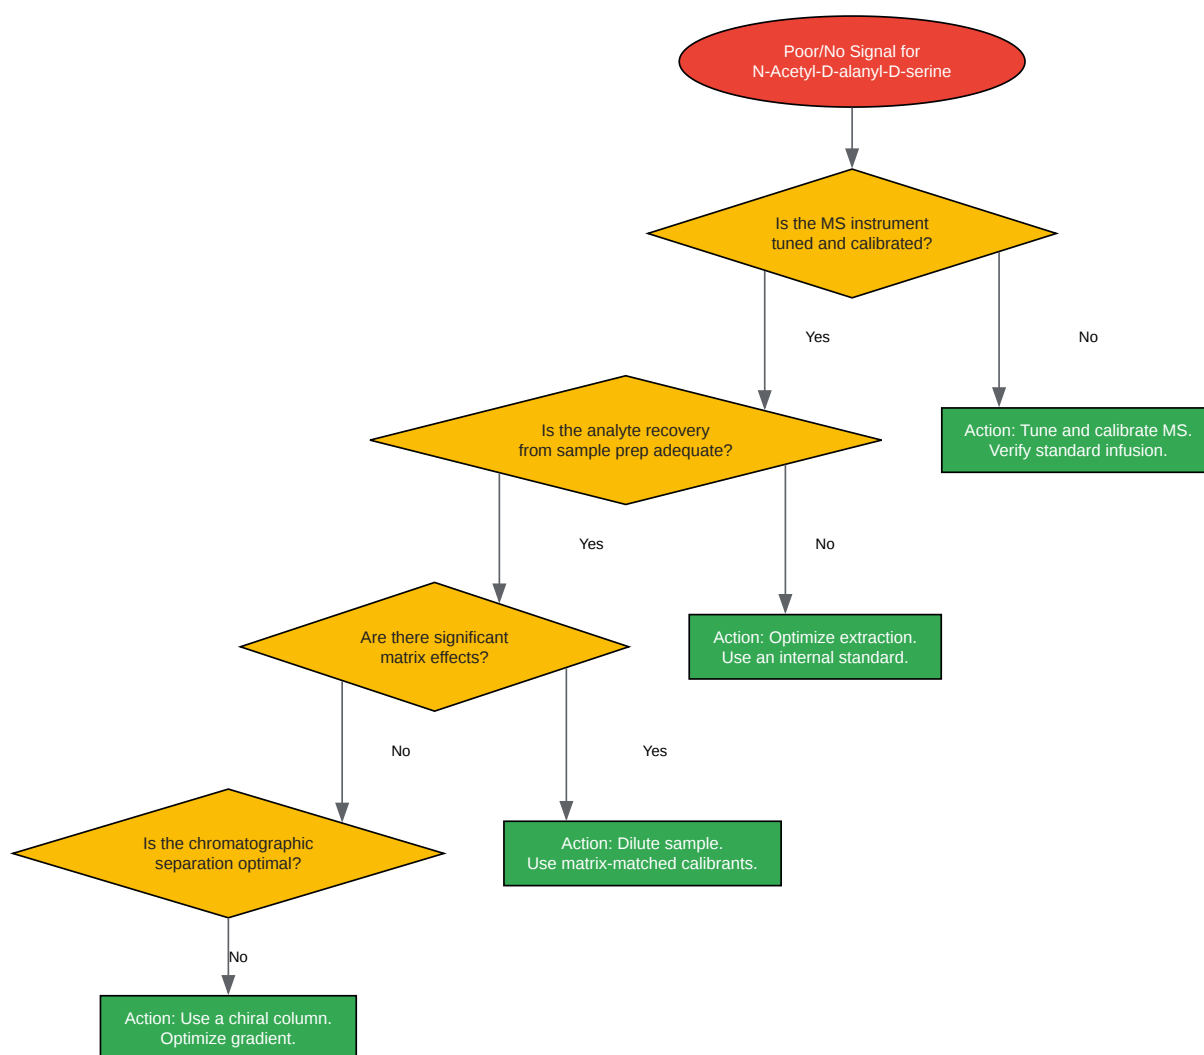 Poor/No Signal for
N-Acetyl-D-alanyl-D-serine
Is the MS instrument
tuned and calibrated?
Yes
No
Is the analyte recovery
from sample prep adequate?
Action: Tune and calibrate MS.
Verify standard infusion.
Yes
No
Are there significant
matrix effects?
Action: Optimize extraction.
Use an internal standard.
No
Yes
Is the chromatographic
separation optimal?
Action: Dilute sample.
Use matrix-matched calibrants.
No
Action: Use a chiral column.
Optimize gradient.